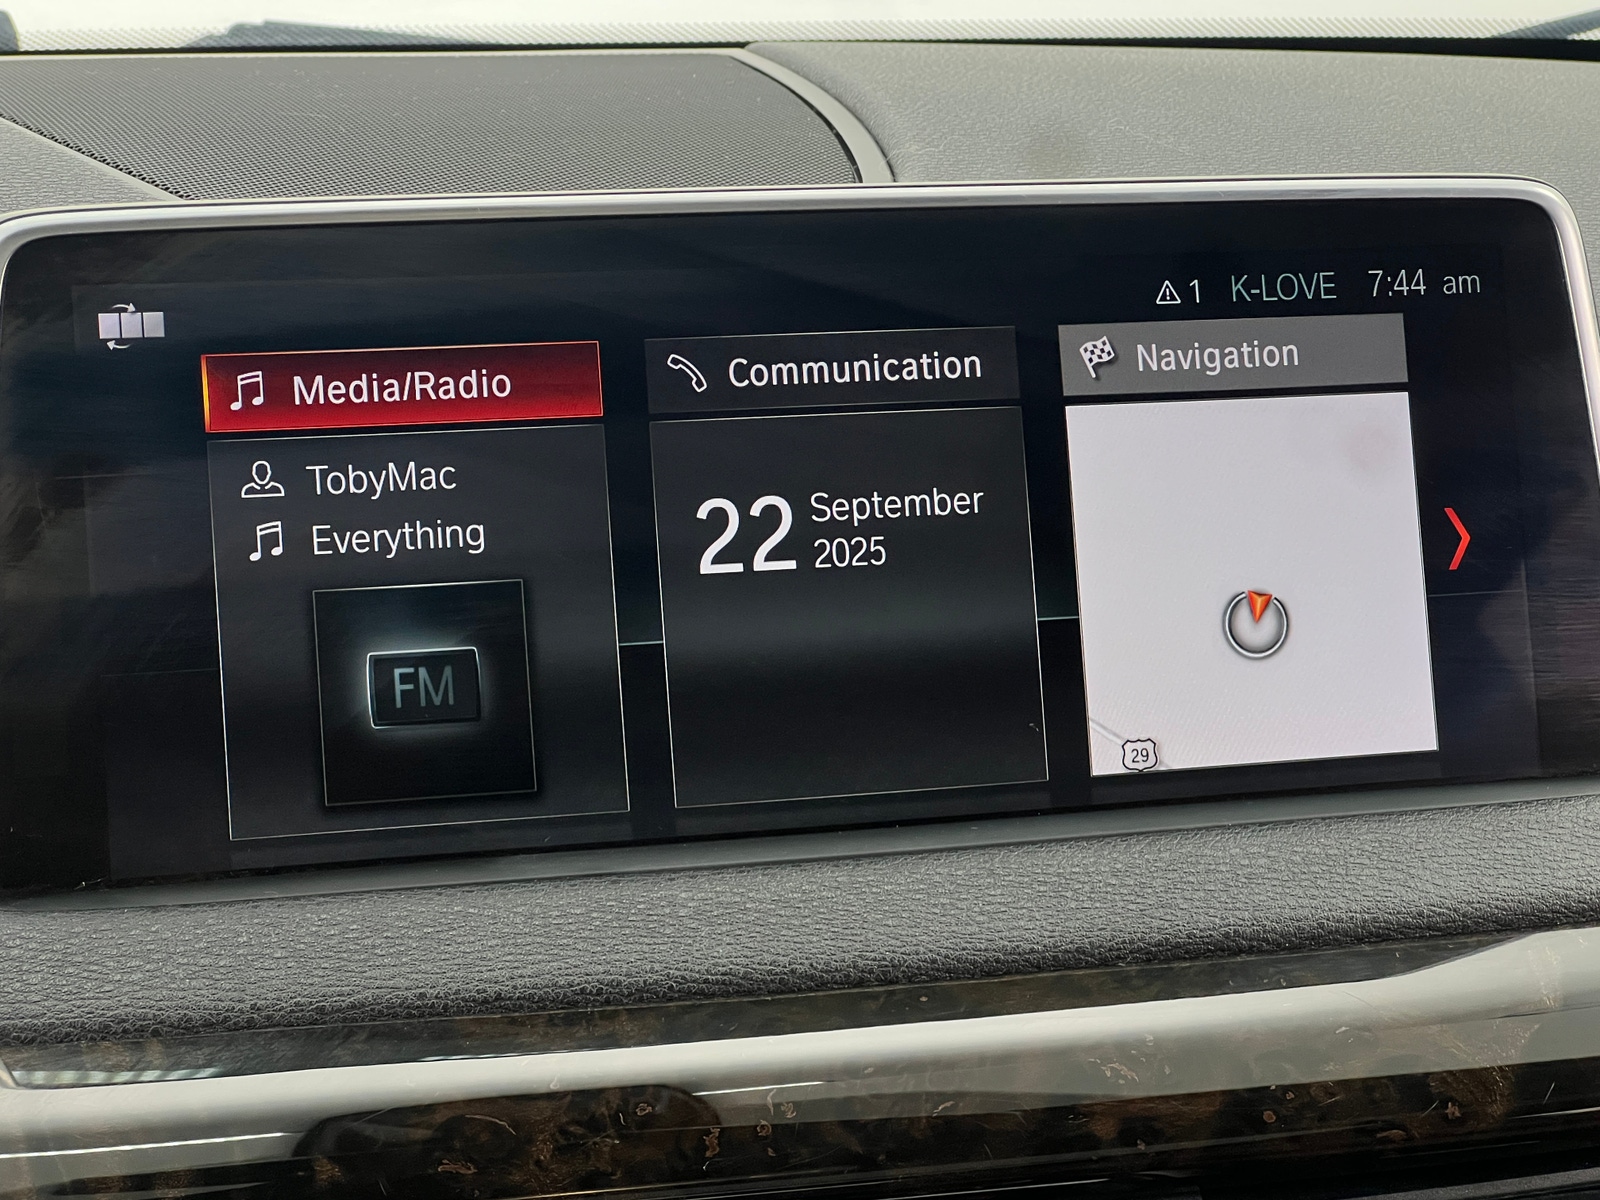 1 K-LOVE 7:44 am
Media/Radio
TobyMac
Everything
FM
Communication
22 September
2025
Navigation
29